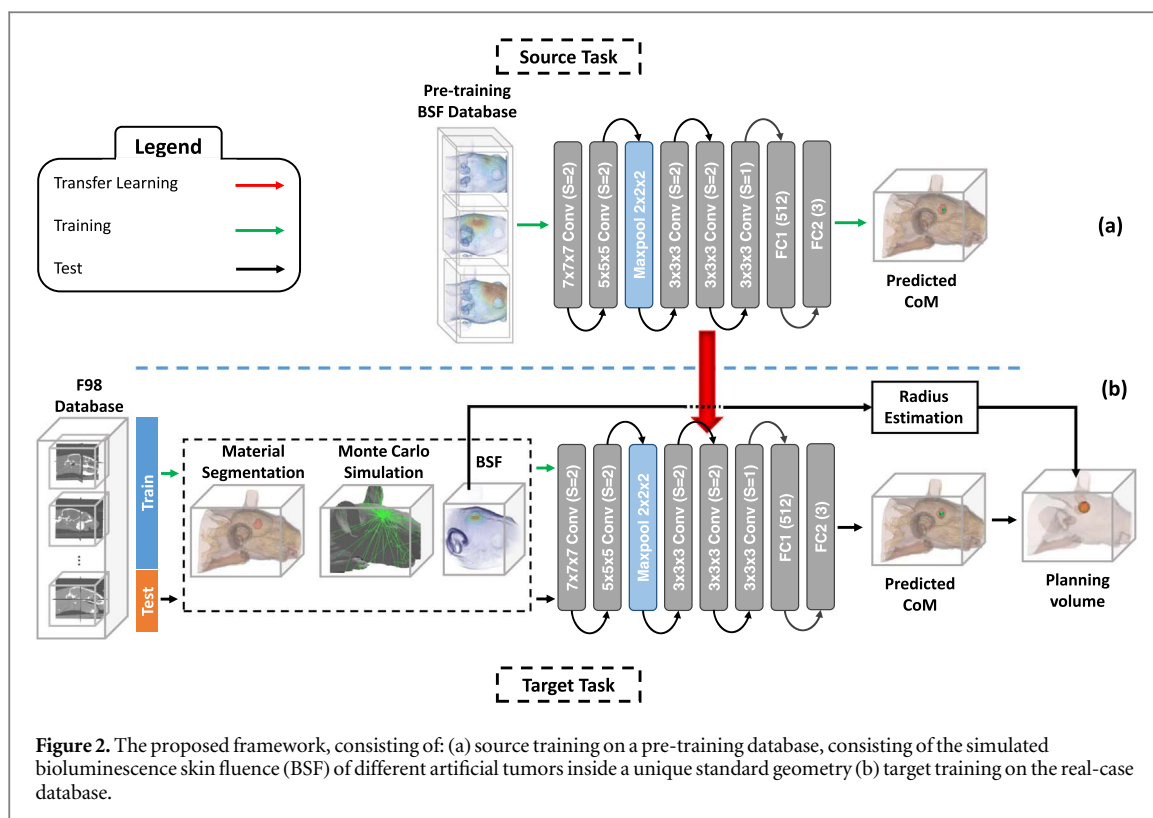 Source Task
Pre-training
BSF Database
Legend
Transfer Learning
Training
Test
7x7x7 Conv (S=2)
5x5x5 Conv (S=2)
Maxpool 2x2x2
3x3x3 Conv (S=2)
3x3x3 Conv (S=2)
3x3x3 Conv (S=1)
FC1 (512)
FC2 (3)
Predicted
CoM
(a)
F98
Database
...
Train
Test
Material
Segmentation
Monte Carlo
Simulation
BSF
7x7x7 Conv (S=2)
5x5x5 Conv (S=2)
Maxpool 2x2x2
3x3x3 Conv (S=2)
3x3x3 Conv (S=2)
3x3x3 Conv (S=1)
FC1 (512)
FC2 (3)
Radius
Estimation
(b)
Predicted
CoM
Planning
volume
Target Task
Figure 2. The proposed framework, consisting of: (a) source training on a pre-training database, consisting of the simulated
bioluminescence skin fluence (BSF) of different artificial tumors inside a unique standard geometry (b) target training on the real-case
database.